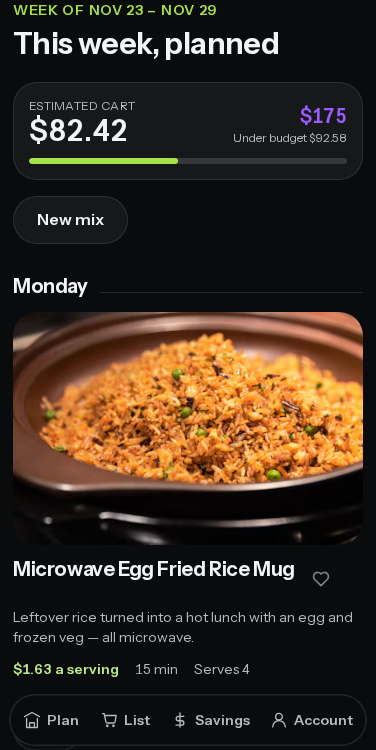 WEEK OF NOV 23 – NOV 29
This week, planned
ESTIMATED CART
$82.42
$175
Under budget $92.58
New mix
Monday
Microwave Egg Fried Rice Mug
Leftover rice turned into a hot lunch with an egg and
frozen veg — all microwave.
$1.63 a serving 15 min Serves 4
Plan List Savings Account